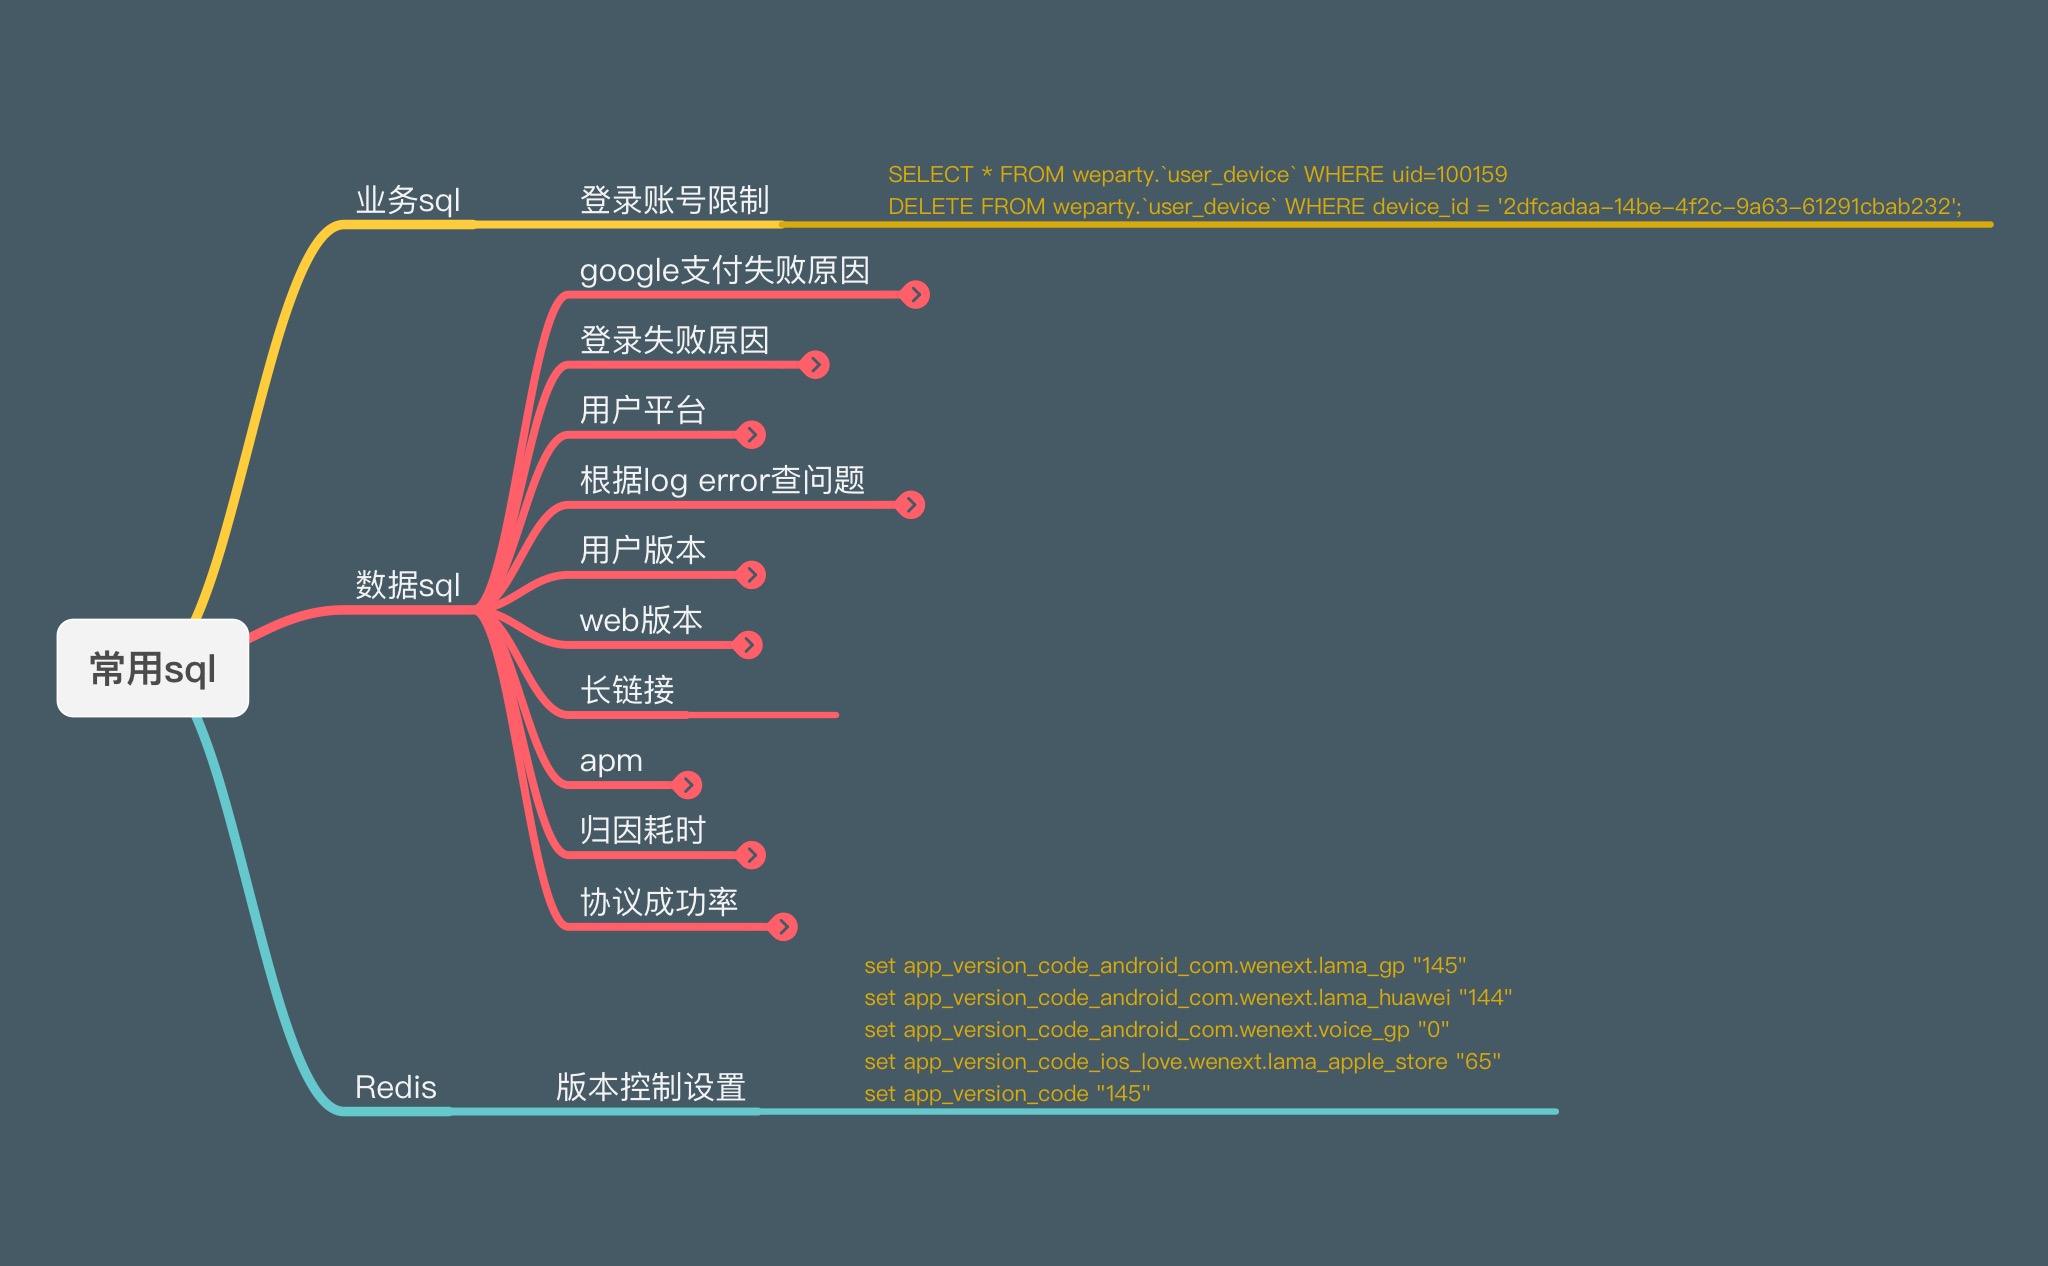 常用sql
业务sql
登录账号限制
SELECT * FROM weparty.`user_device` WHERE uid=100159
DELETE FROM weparty.`user_device` WHERE device_id = '2dfcadaa-14be-4f2c-9a63-61291cbab232';
数据sql
google支付失败原因
登录失败原因
用户平台
根据log error查问题
用户版本
web版本
长链接
apm
归因耗时
协议成功率
Redis
版本控制设置
set app_version_code_android_com.wenext.lama_gp "145"
set app_version_code_android_com.wenext.lama_huawei "144"
set app_version_code_android_com.wenext.voice_gp "0"
set app_version_code_ios_love.wenext.lama_apple_store "65"
set app_version_code "145"